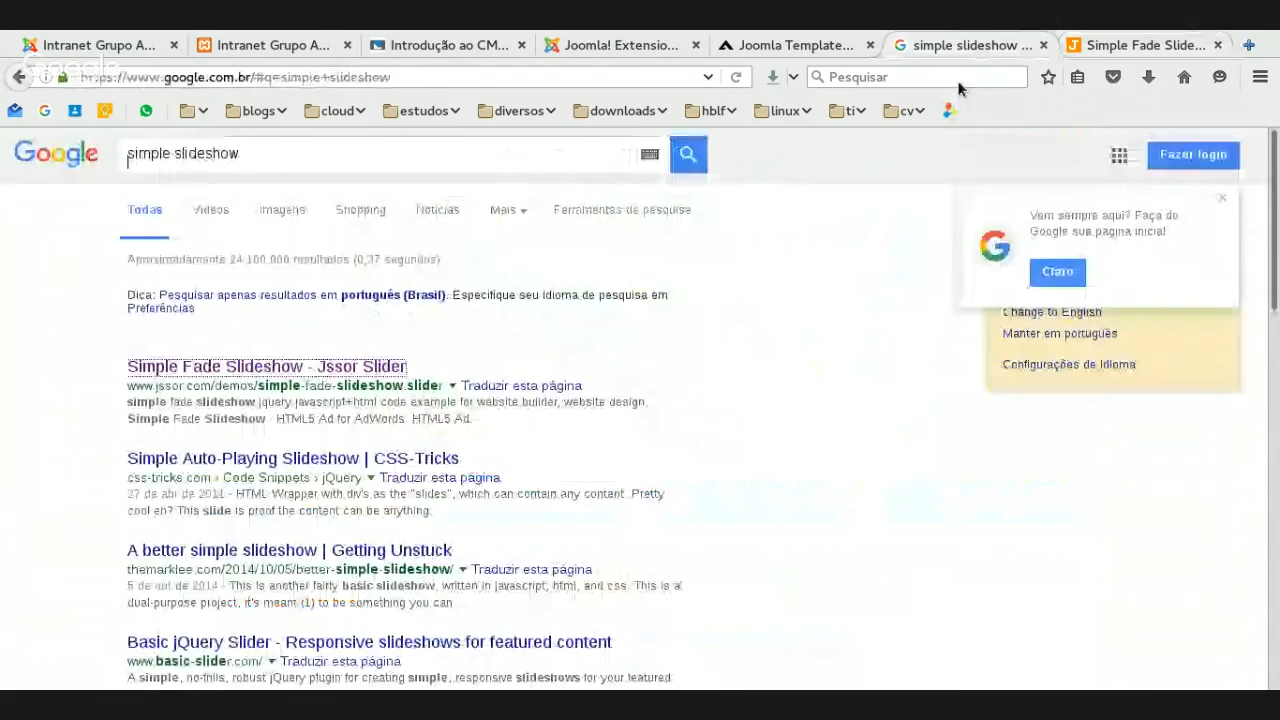 Intranet Grupo A... Intranet Grupo A... Introdução ao CM... Joomla! Extensio... Joomla Template... simple slideshow ... Simple Fade Slide...
https://www.google.com.br/#q=simple+slideshow Pesquisar
blogs cloud estudos diversos downloads hblf linux ti cv
Google simple slideshow Fazer login
Todas Vídeos Imagens Shopping Notícias Mais Ferramentas de pesquisa
Vem sempre aqui? Faça do
Google sua página inicial
Claro
Aproximadamente 24.100.000 resultados (0,37 segundos)
Dica: Pesquisar apenas resultados em português (Brasil). Especifique seu idioma de pesquisa em
Preferências
Change to English
Manter em português
Configurações de idioma
Simple Fade Slideshow - Jssor Slider
www.jssor.com/demos/simple-fade-slideshow.slider Traduzir esta página
simple fade slideshow jquery javascript+html code example for website builder, website design,
Simple Fade Slideshow - HTML5 Ad for AdWords. HTML5 Ad.
Simple Auto-Playing Slideshow | CSS-Tricks
css-tricks.com › Code Snippets › jQuery Traduzir esta página
27 de abr de 2011 - HTML Wrapper with div's as the "slides", which can contain any content. Pretty
cool eh? This slide is proof the content can be anything.
A better simple slideshow | Getting Unstuck
themarklee.com/2014/10/05/better-simple-slideshow/ Traduzir esta página
5 de out de 2014 - This is another fairly basic slideshow, written in javascript, html, and css. This is a
dual-purpose project, it's meant (1) to be something you can
Basic jQuery Slider - Responsive slideshows for featured content
www.basic-slider.com/ Traduzir esta página
A simple, no-frills, robust jQuery plugin for creating simple, responsive slideshows for your featured